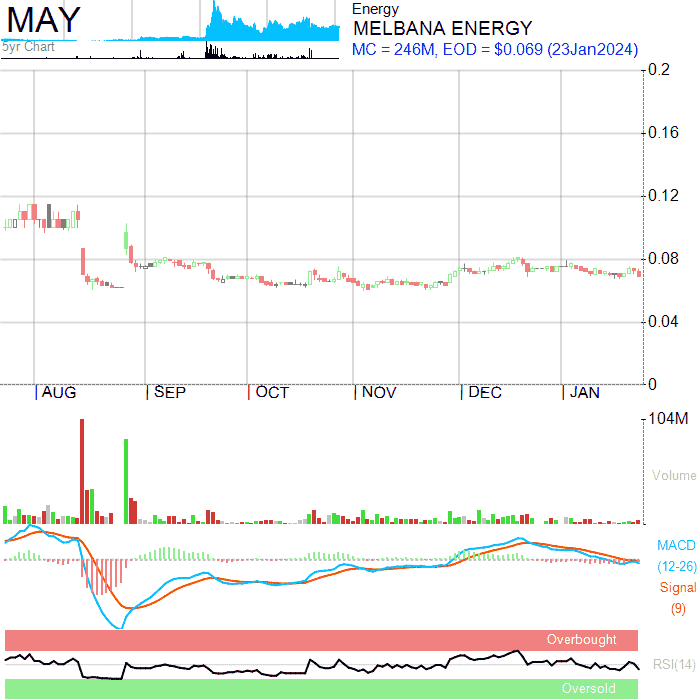 MAY
5yr Chart
Energy
MELBANA ENERGY
MC = 246M, EOD = $0.069 (23Jan2024)
0.2
0.16
0.12
0.08
0.04
0
AUG SEP OCT NOV DEC JAN
104M
Volume
MACD
(12-26)
Signal
(9)
Overbought
RSI(14)
Oversold